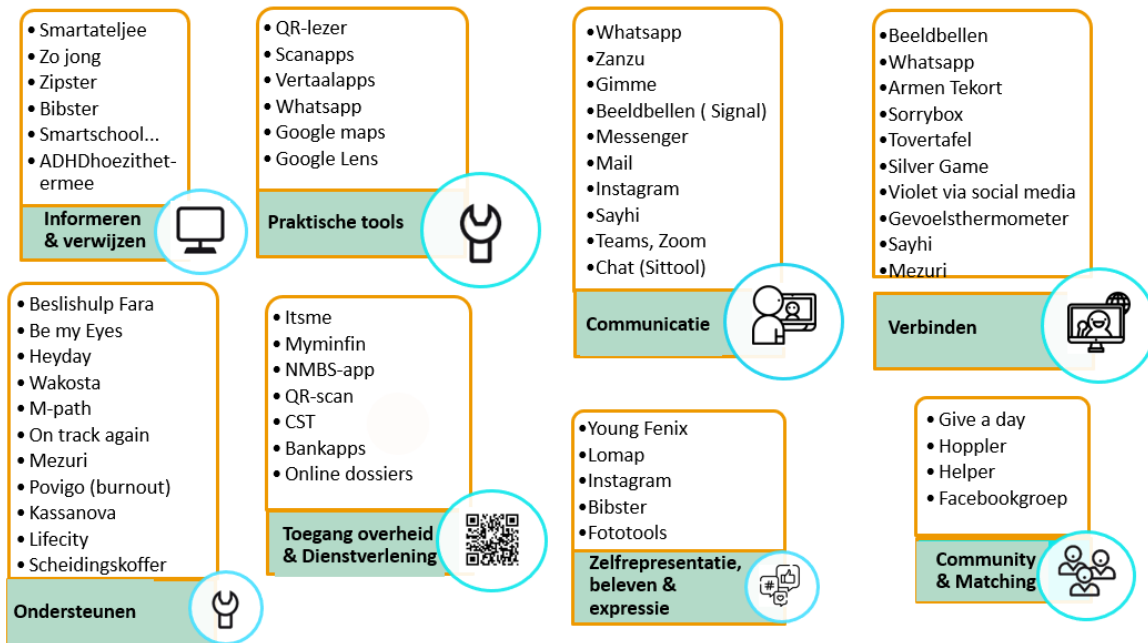 • Smartateljee
• Zo jong
• Zipster
• Bibster
• Smartschool...
• ADHDhoezithet-
ermee
Informeren
& verwijzen
• QR-lezer
• Scanapps
• Vertaalapps
• Whatsapp
• Google maps
• Google Lens
Praktische tools
•Whatsapp
•Zanzu
•Gimme
•Beeldbellen ( Signal)
•Messenger
•Mail
•Instagram
•Sayhi
•Teams, Zoom
•Chat (Sittool)
Communicatie
•Beeldbellen
•Whatsapp
•Armen Tekort
•Sorrybox
•Tovertafel
•Silver Game
•Violet via social media
•Gevoelsthermometer
•Sayhi
•Mezuri
Verbinden
• Beslishulp Fara
• Be my Eyes
• Heyday
• Wakosta
• M-path
• On track again
• Mezuri
• Povigo (burnout)
• Kassanova
• Lifecity
• Scheidingskoffer
Ondersteunen
• Itsme
• Myminfin
• NMBS-app
• QR-scan
• CST
• Bankapps
• Online dossiers
Toegang overheid
& Dienstverlening
•Young Fenix
•Lomap
•Instagram
•Bibster
•Fototools
Zelfrepresentatie,
beleven &
expressie
• Give a day
• Hoppler
• Helper
• Facebookgroep
Community
& Matching